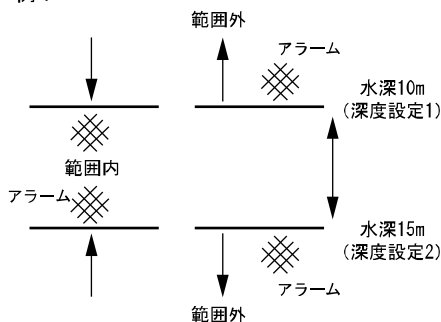 範囲外
アラーム
水深10m
(深度設定1)
範囲内
アラーム
水深15m
(深度設定2)
アラーム
範囲外